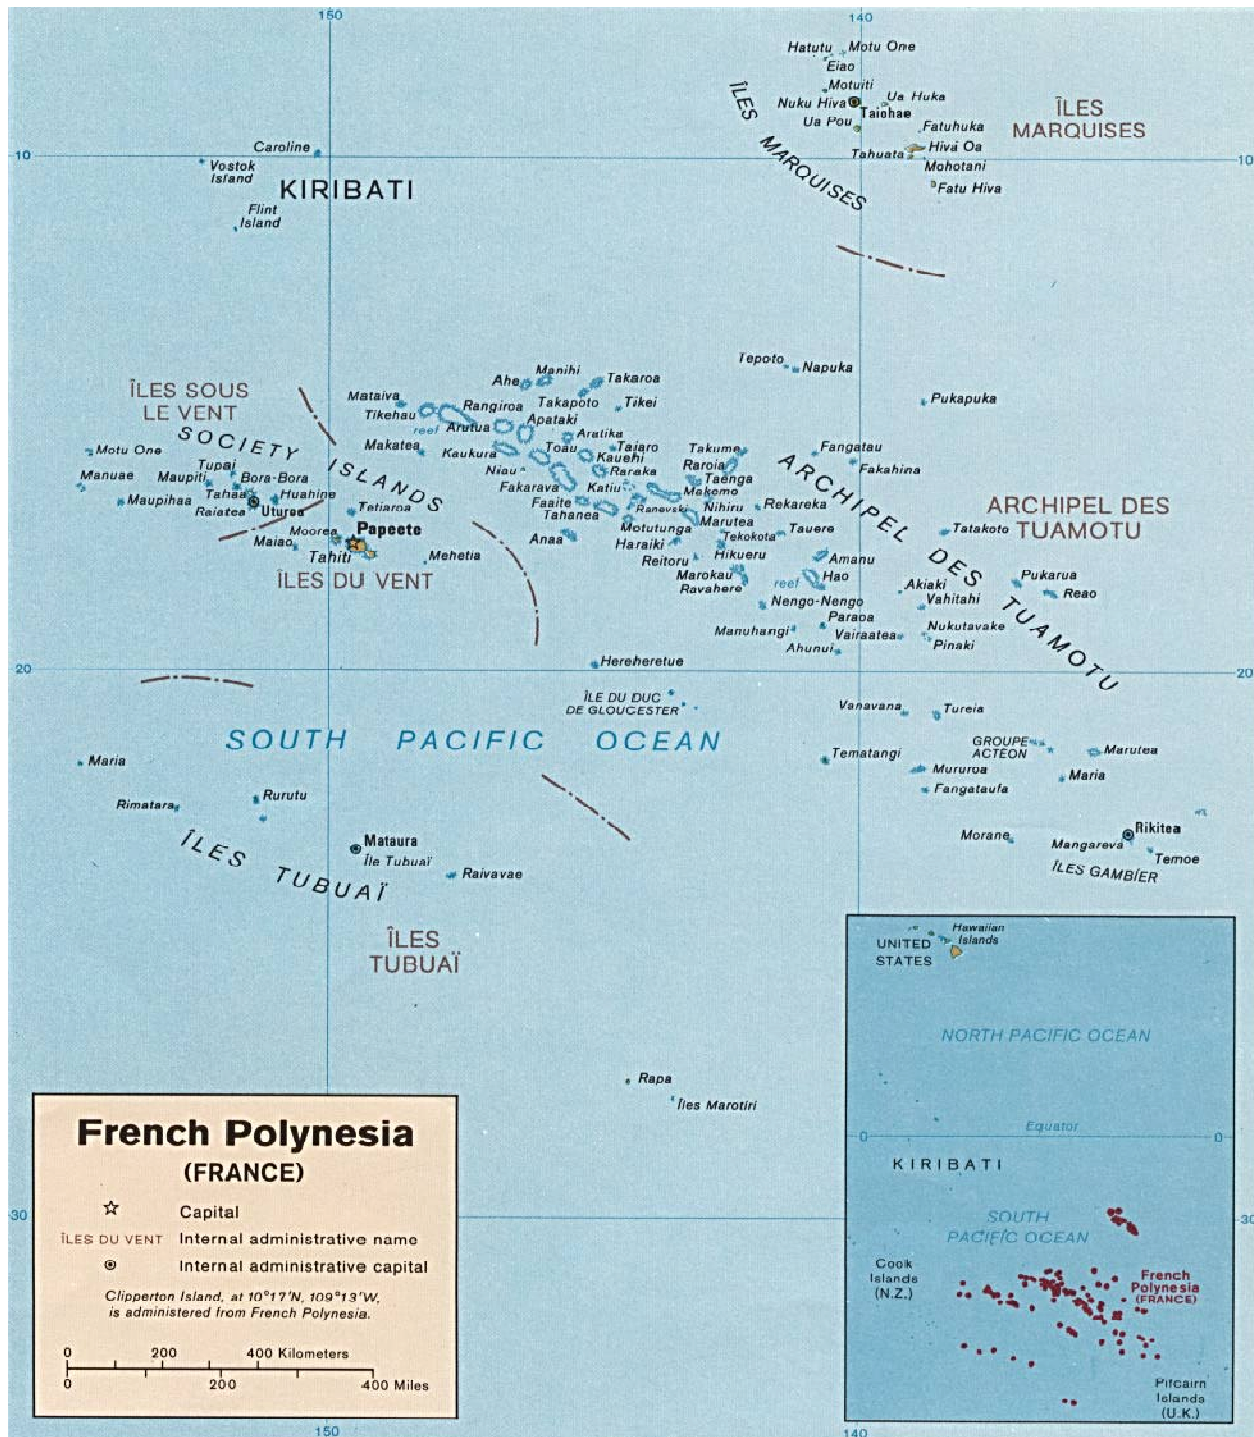 150
140
Hatutu
Motu One
Eiao
Motuiti
Nuku Hiva
Ua Huka
Taiohae
Ua Pou
Fatuhuka
Hiva Oa
Tahuata
Mohotani
Fatu Hiva
ÎLES MARQUISES
ÎLES
MARQUISES
10
10
Caroline
Vostok
Island
KIRIBATI
Flint
Island
Tepoto
Napuka
Pukapuka
ÎLES SOUS
LE VENT
SOCIETY ISLANDS
Manihi
Ahe
Takaroa
Mataiva
Takapoto
Tikei
Tikehau
Rangiroa
Apataki
reef
Arutua
Aratika
Makatea
Kaukura
Toau
Taiaro
Kauehi
Takume
Fangatau
Niau
Raraka
Raroia
Fakahina
Taenga
Fakarava
Katiu
Makemo
Motu One
Manuae
Tupai
Maupiti
Bora-Bora
Tahaa
Huahine
Maupihaa
Raiatea
Uturoa
Tetiaroa
Faaite
Nihiru
Rekareka
Tahanea
Marutea
Moorea
Papeete
Motutunga
Tekokota
Tauere
Maiao
Anaa
Haraiki
Tahiti
Mehetia
Reitoru
Hikueru
Amanu
ÎLES DU VENT
Marokau
reef
Hao
Ravahere
Akiaki
Nengo-Nengo
Vahitahi
Paraoa
Manuhangi
Vairaatea
Nukutavake
Ahunui
Pinaki
ARCHIPEL DES TUAMOTU
ARCHIPEL DES
TUAMOTU
Tatakoto
Pukarua
Reao
20
20
Hereheretue
ÎLE DU DUC
DE GLOUCESTER
Vanavana
Tureia
SOUTH PACIFIC OCEAN
GROUPE
ACTÉON
Marutea
Maria
Tematangi
Mururoa
Maria
Fangataufa
Rimatara
Rurutu
Morane
Rikitea
Mangareva
Temoe
ÎLES GAMBIER
Mataura
Île Tubuaï
Raivavae
ÎLES TUBUAÏ
ÎLES
TUBUAÏ
Rapa
Îles Marotiri
Hawaiian
Islands
UNITED
STATES
NORTH PACIFIC OCEAN
Equator
0
0
KIRIBATI
SOUTH
PACIFIC OCEAN
Cook
Islands
(N.Z.)
French
Polynesia
(FRANCE)
Pitcairn
Islands
(U.K.)
French Polynesia
(FRANCE)
Capital
ÎLES DU VENT Internal administrative name
Internal administrative capital
Clipperton Island, at 10°17'N, 109°13'W,
is administered from French Polynesia.
0 200 400 Kilometers
0 200 400 Miles
30
30
150
140